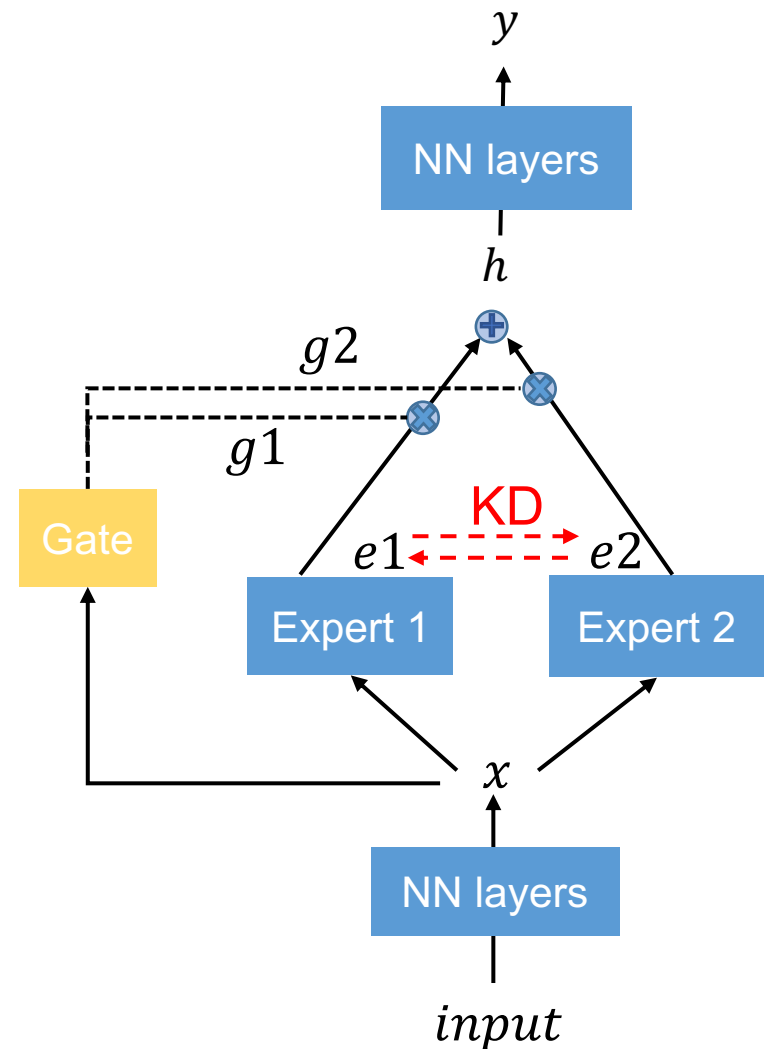 y
NN layers
h
g2
g1
Gate
KD
e1
e2
Expert 1
Expert 2
x
NN layers
input